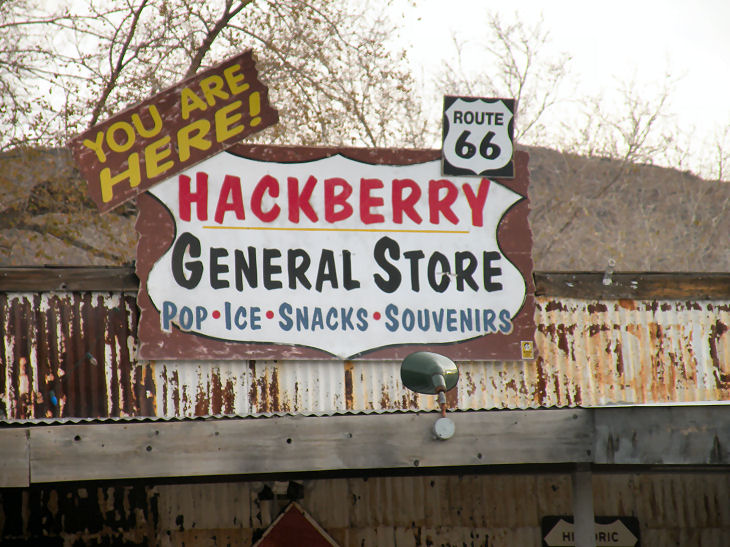 YOU ARE
HERE!
ROUTE
66
HACKBERRY
GENERAL STORE
POP • ICE • SNACKS • SOUVENIRS